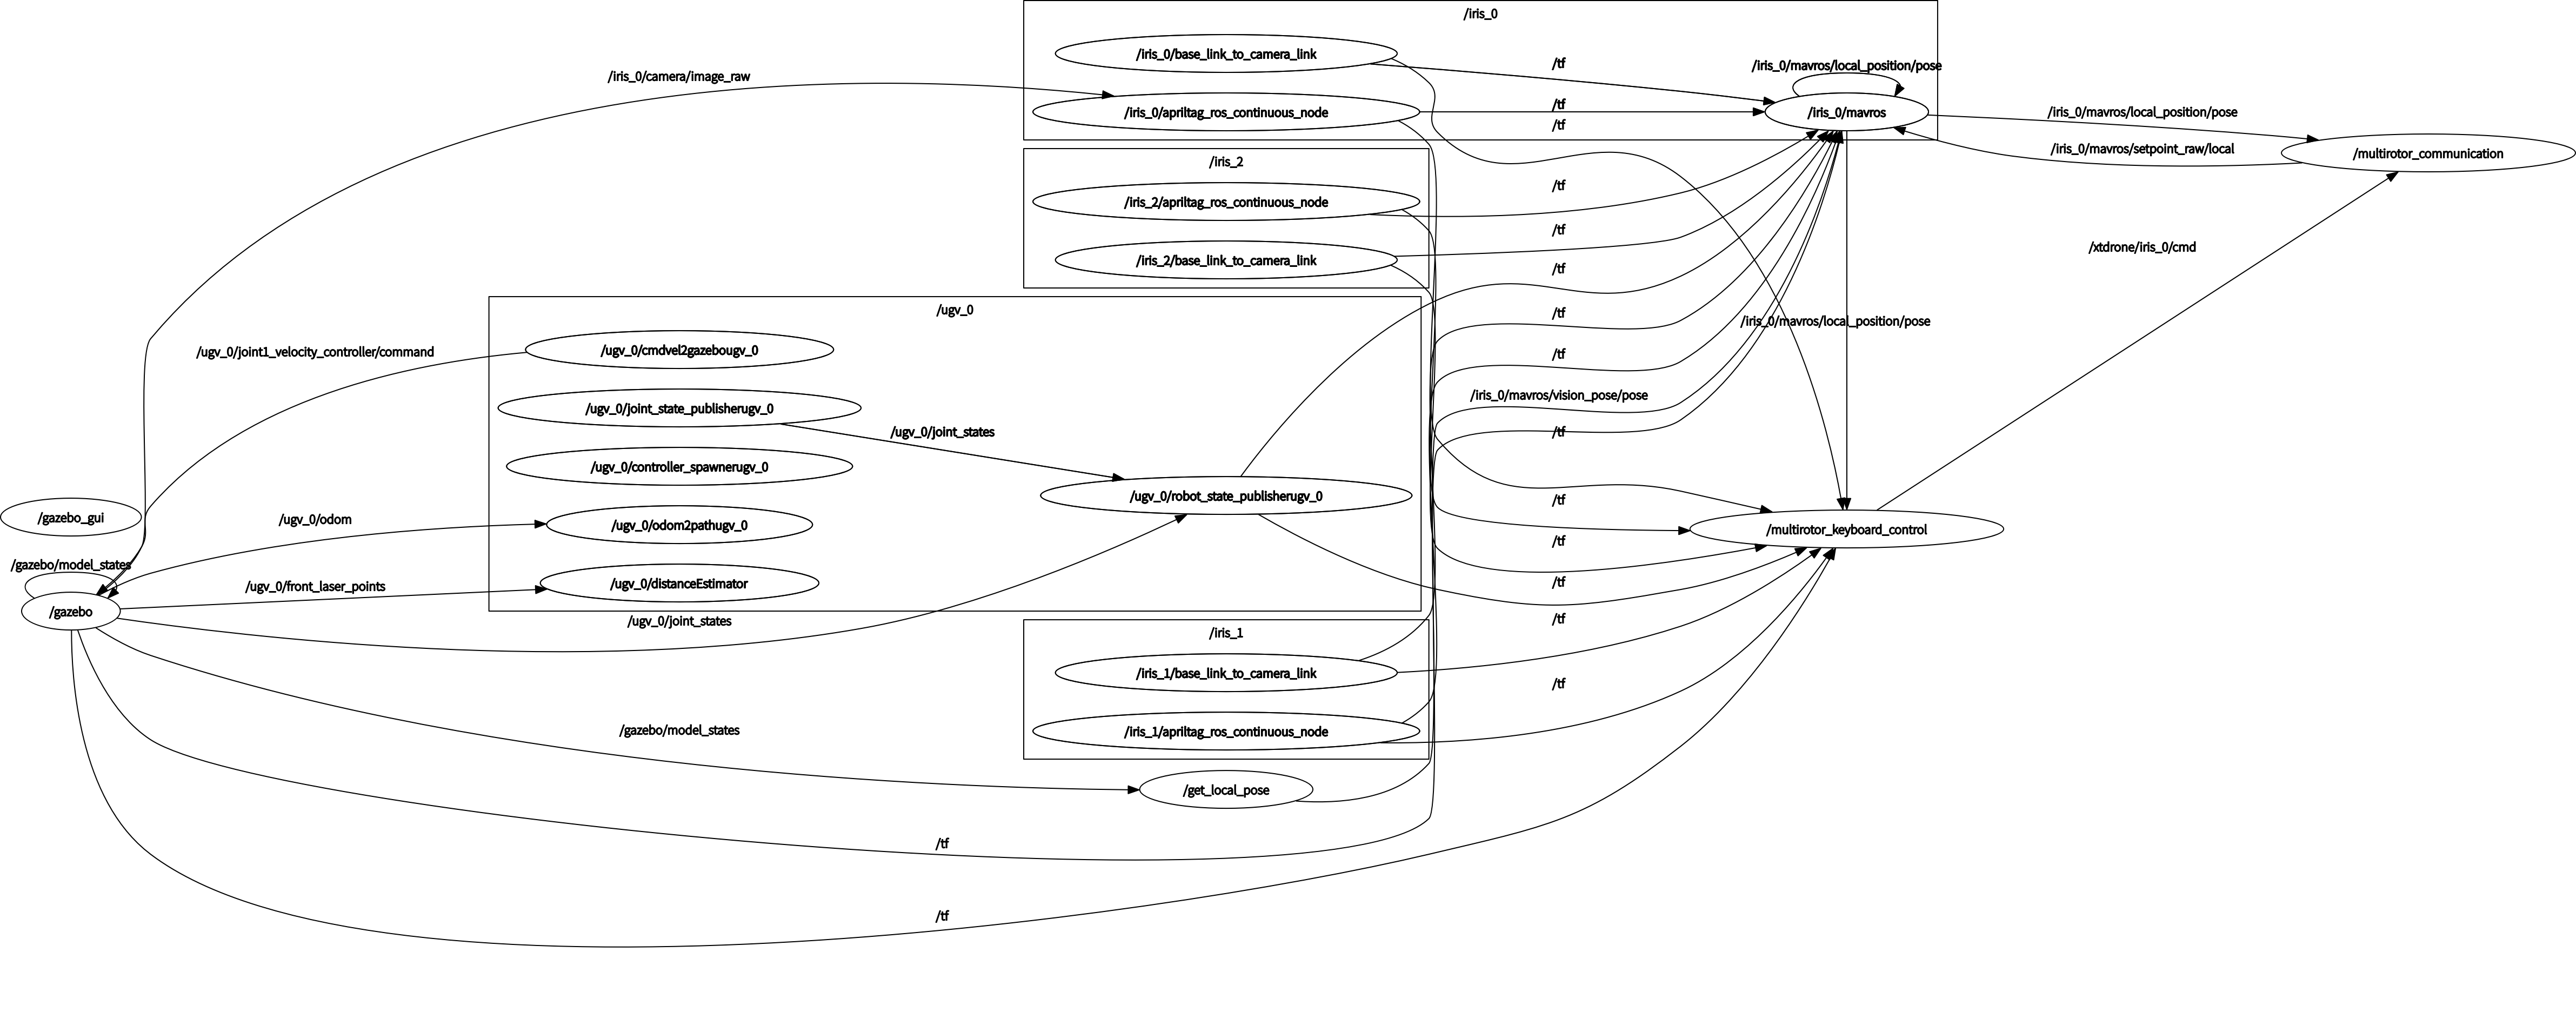 /iris_0
/iris_0/base_link_to_camera_link
/tf
/iris_0/mavros/local_position/pose
/iris_0/camera/image_raw
/tf
/iris_0/apriltag_ros_continuous_node
/iris_0/mavros
/iris_0/mavros/local_position/pose
/tf
/iris_0/mavros/setpoint_raw/local
/multirotor_communication
/iris_2
/tf
/iris_2/apriltag_ros_continuous_node
/tf
/xtdrone/iris_0/cmd
/iris_2/base_link_to_camera_link
/tf
/ugv_0
/tf
/iris_0/mavros/local_position/pose
/ugv_0/joint1_velocity_controller/command
/ugv_0/cmdvel2gazebougv_0
/tf
/iris_0/mavros/vision_pose/pose
/ugv_0/joint_state_publisherugv_0
/ugv_0/joint_states
/tf
/ugv_0/controller_spawnerugv_0
/ugv_0/robot_state_publisherugv_0
/tf
/gazebo_gui
/ugv_0/odom
/ugv_0/odom2pathugv_0
/multirotor_keyboard_control
/tf
/gazebo/model_states
/ugv_0/front_laser_points
/ugv_0/distanceEstimator
/tf
/gazebo
/ugv_0/joint_states
/tf
/iris_1
/iris_1/base_link_to_camera_link
/tf
/gazebo/model_states
/iris_1/apriltag_ros_continuous_node
/get_local_pose
/tf
/tf